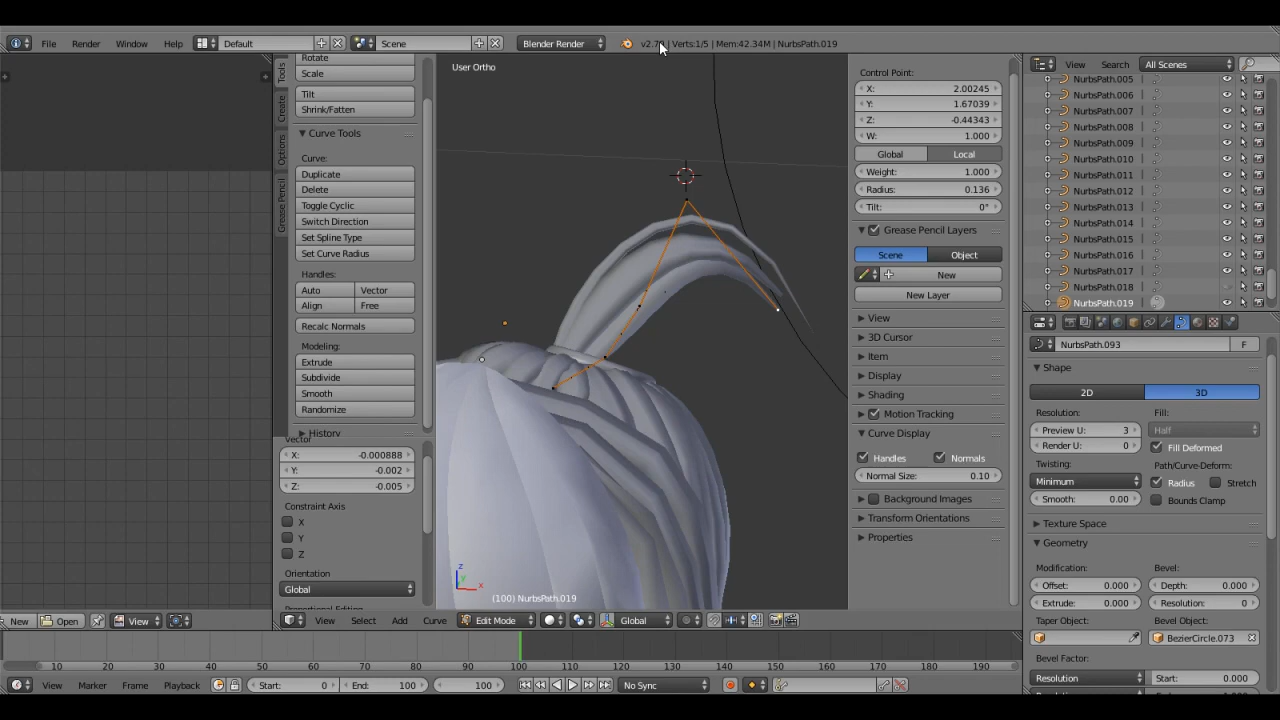 File Render Window Help Default Scene Blender Render v2.79 | Verts:1/5 | Mem:42.34M | NurbsPath.019
Tools
Create
Options
Grease Pencil
Rotate
Scale
Tilt
Shrink/Fatten
Curve Tools
Curve:
Duplicate
Delete
Toggle Cyclic
Switch Direction
Set Spline Type
Set Curve Radius
Handles:
Auto Vector
Align Free
Recalc Normals
Modeling:
Extrude
Subdivide
Smooth
Randomize
History
Vector
X: -0.000888
Y: -0.002
Z: -0.005
Constraint Axis
X
Y
Z
Orientation
Global
User Ortho
z
y
x
(100) NurbsPath.019
Control Point:
X: 2.00245
Y: 1.67039
Z: -0.44343
W: 1.000
Global Local
Weight: 1.000
Radius: 0.136
Tilt: 0°
Grease Pencil Layers
Scene Object
New
New Layer
View
3D Cursor
Item
Display
Shading
Motion Tracking
Curve Display
Handles Normals
Normal Size: 0.10
Background Images
Transform Orientations
Properties
View Search All Scenes
NurbsPath.005
NurbsPath.006
NurbsPath.007
NurbsPath.008
NurbsPath.009
NurbsPath.010
NurbsPath.011
NurbsPath.012
NurbsPath.013
NurbsPath.014
NurbsPath.015
NurbsPath.016
NurbsPath.017
NurbsPath.018
NurbsPath.019
NurbsPath.093 F
Shape
2D 3D
Resolution: Fill:
Preview U: 3 Half
Render U: 0 Fill Deformed
Twisting: Path/Curve-Deform:
Minimum Radius Stretch
Smooth: 0.00 Bounds Clamp
Texture Space
Geometry
Modification: Bevel:
Offset: 0.000 Depth: 0.000
Extrude: 0.000 Resolution: 0
Taper Object: Bevel Object:
BezierCircle.073
Bevel Factor:
Resolution Start: 0.000
New Open View
View Select Add Curve Edit Mode Global
10 20 30 40 50 60 70 80 90 100 110 120 130 140 150 160 170 180 190
View Marker Frame Playback Start: 0 End: 100 100 No Sync